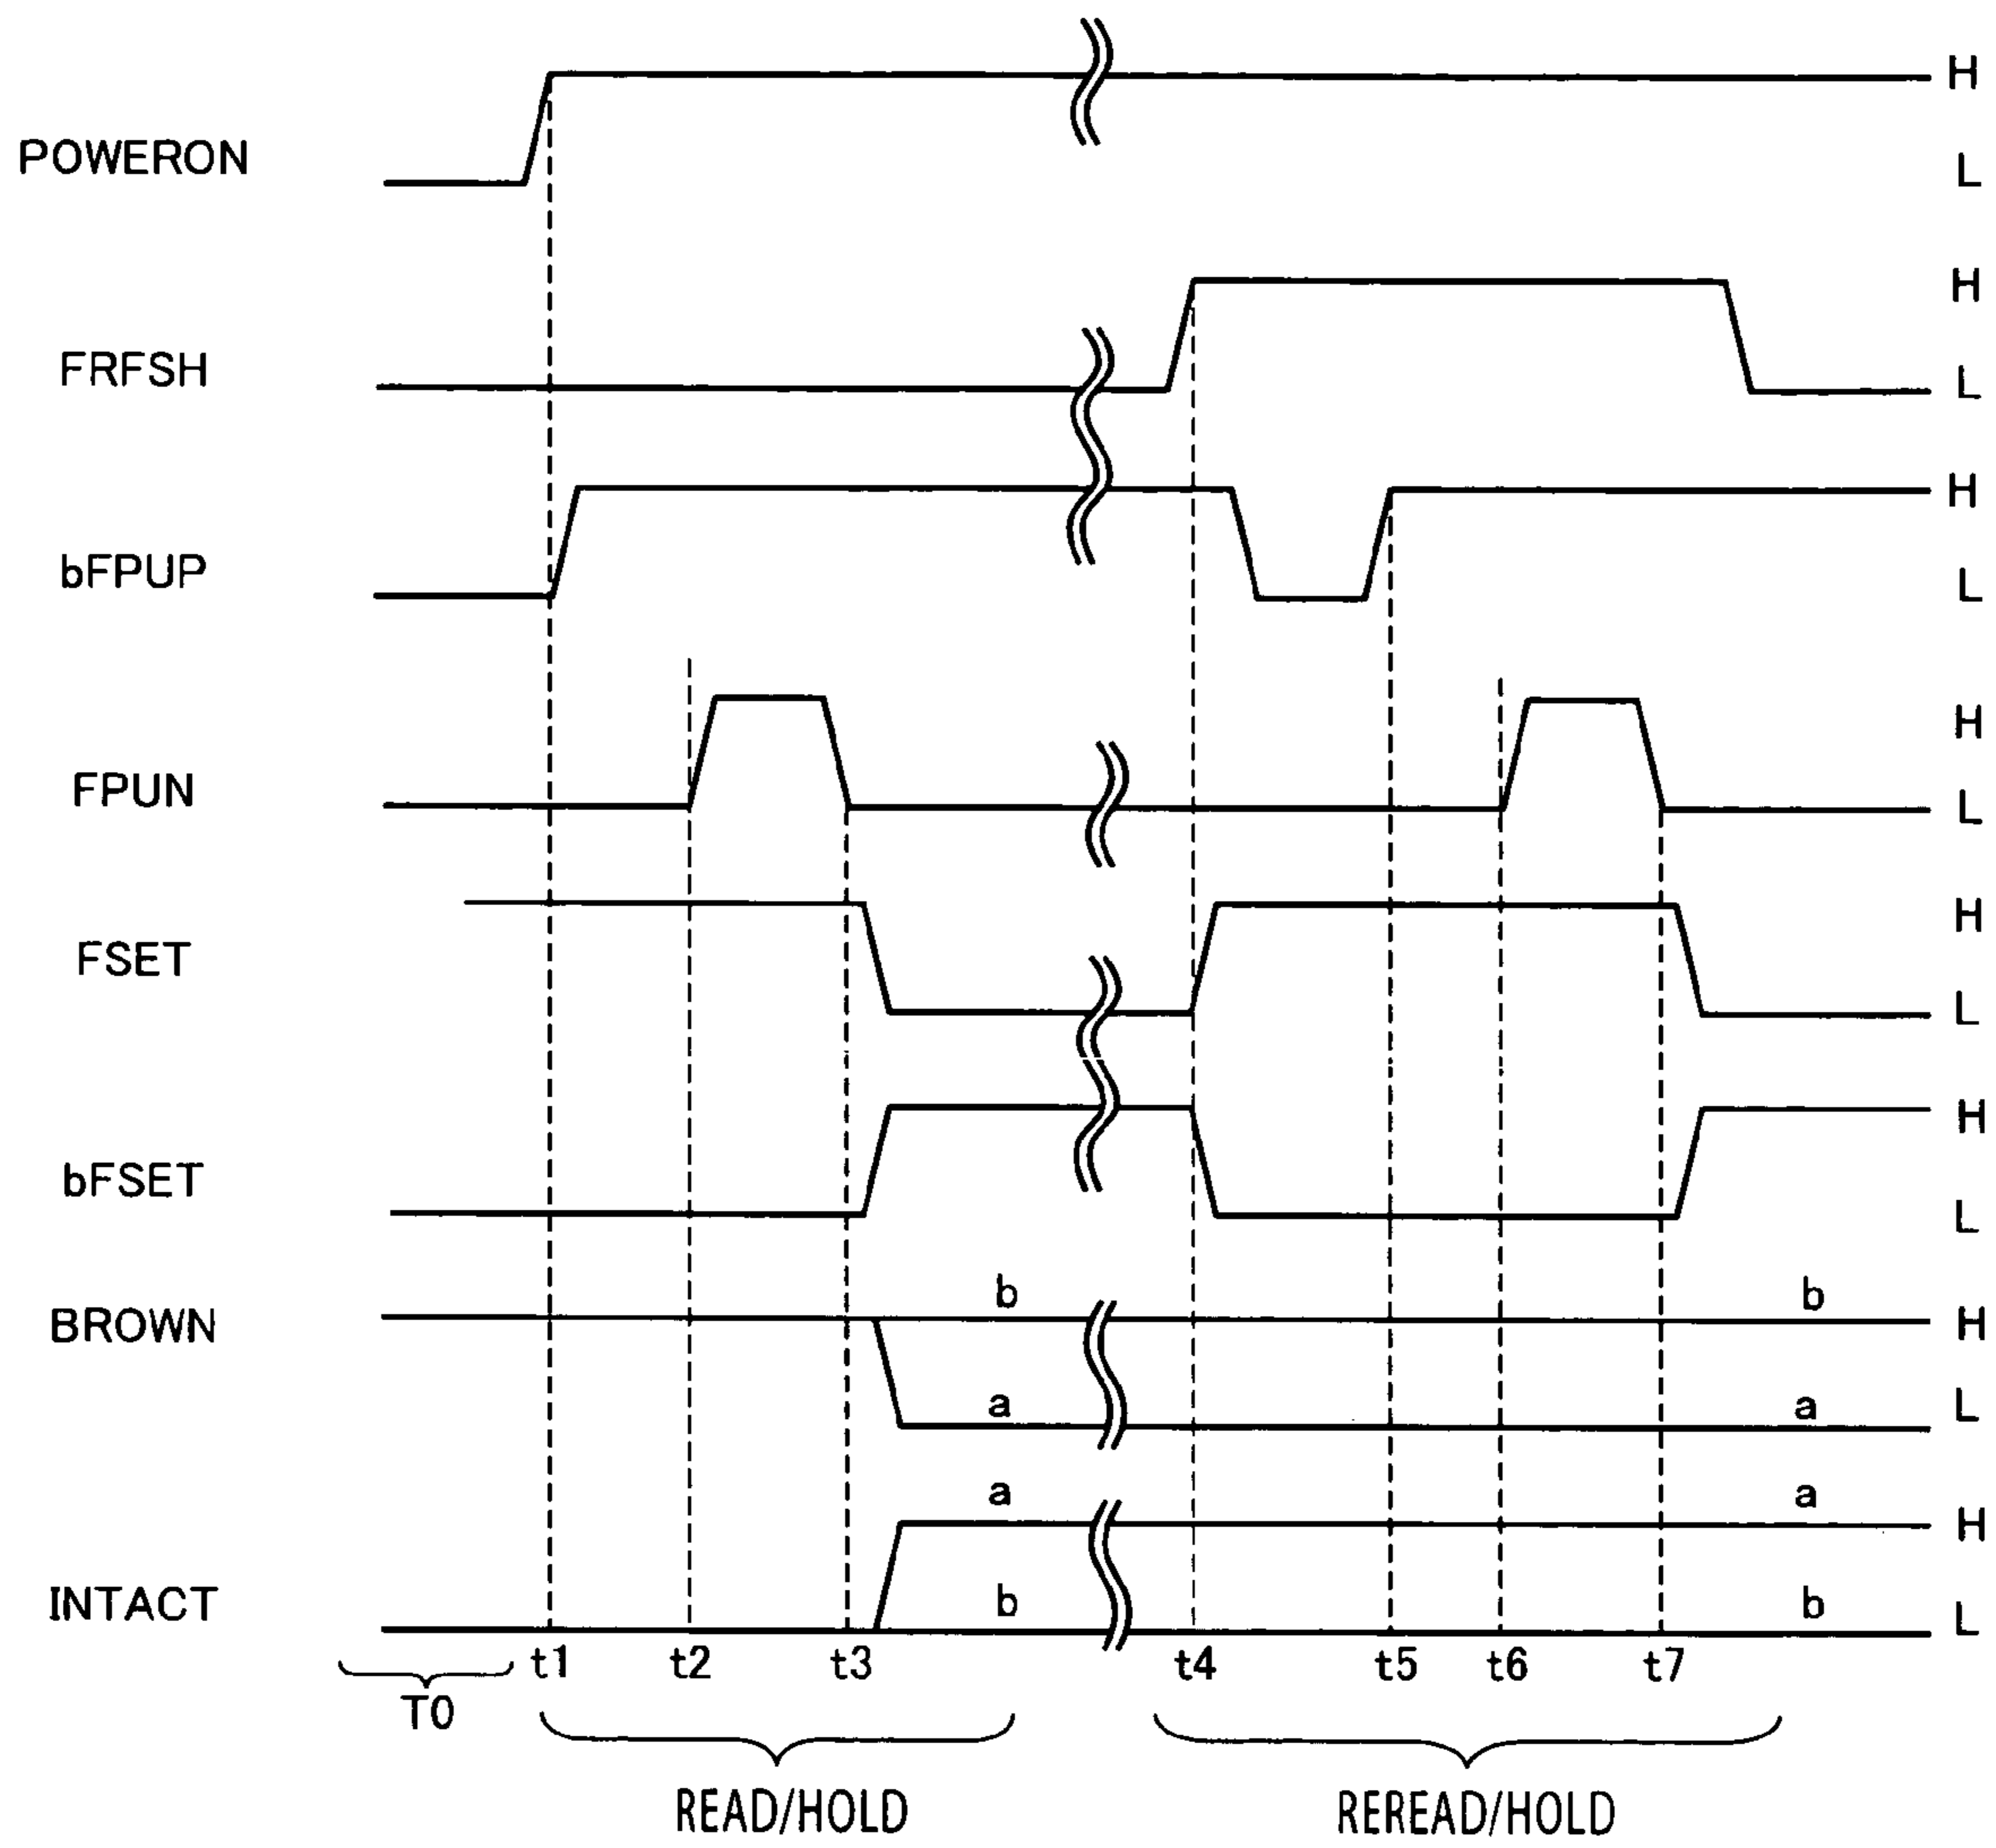 H
POWERON
L
H
FRFSH
L
H
bFPUP
L
H
FPUN
L
H
FSET
L
H
bFSET
L
b
b
BROWN
H
a
a
L
a
a
H
INTACT
b
b
L
t1
t2
t3
t4
t5
t6
t7
T0
READ/HOLD
REREAD/HOLD